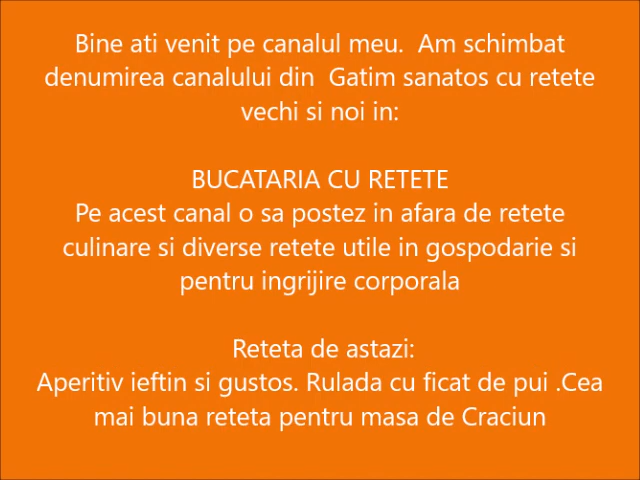 Bine ati venit pe canalul meu.  Am schimbat
denumirea canalului din  Gatim sanatos cu retete
vechi si noi in:
BUCATARIA CU RETETE
Pe acest canal o sa postez in afara de retete
culinare si diverse retete utile in gospodarie si
pentru ingrijire corporala
Reteta de astazi:
Aperitiv ieftin si gustos. Rulada cu ficat de pui .Cea
mai buna reteta pentru masa de Craciun